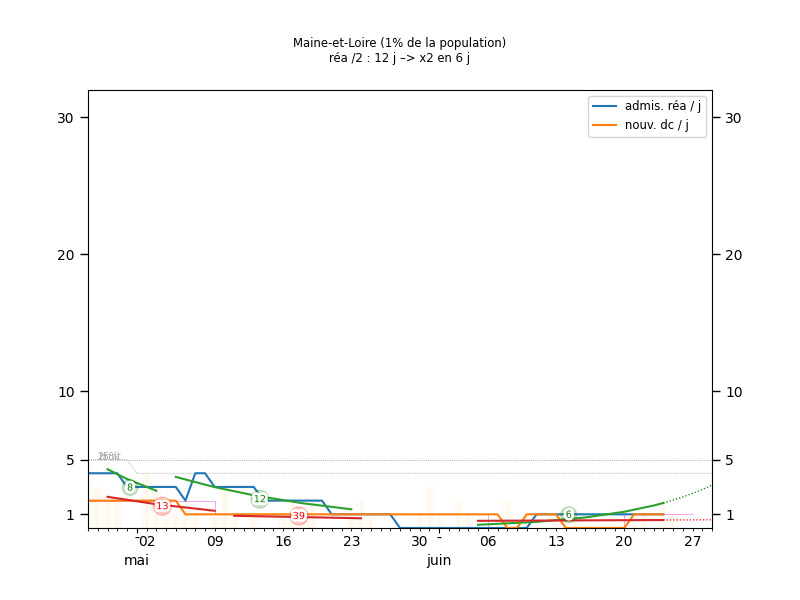 Maine-et-Loire (1% de la population)
réa /2 : 12 j –> x2 en 6 j
admis. réa / j
nouv. dc / j
30 30
20 20
10 10
5 5
1 1
8
13
12
39
6
02 09 16 23 30 06 13 20 27
mai juin